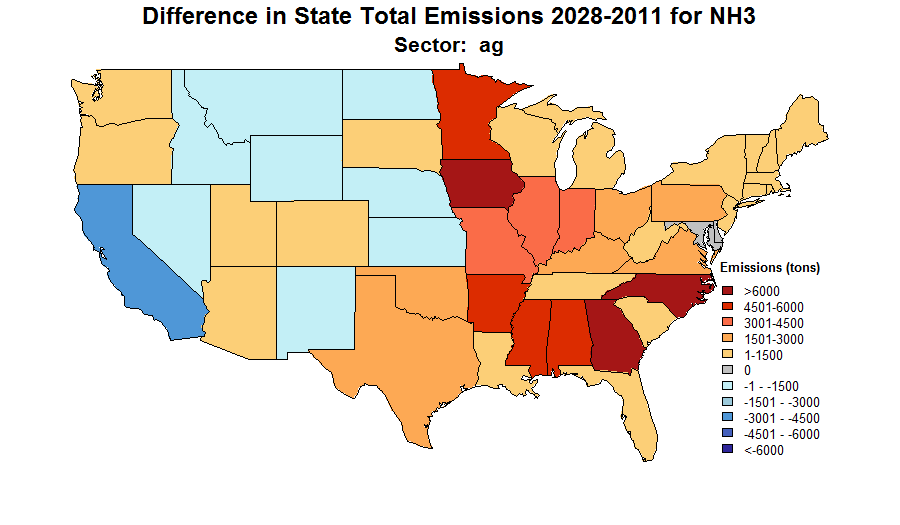 Difference in State Total Emissions 2028-2011 for NH3
Sector: ag
Emissions (tons)
>6000
4501-6000
3001-4500
1501-3000
1-1500
0
-1 - -1500
-1501 - -3000
-3001 - -4500
-4501 - -6000
<-6000